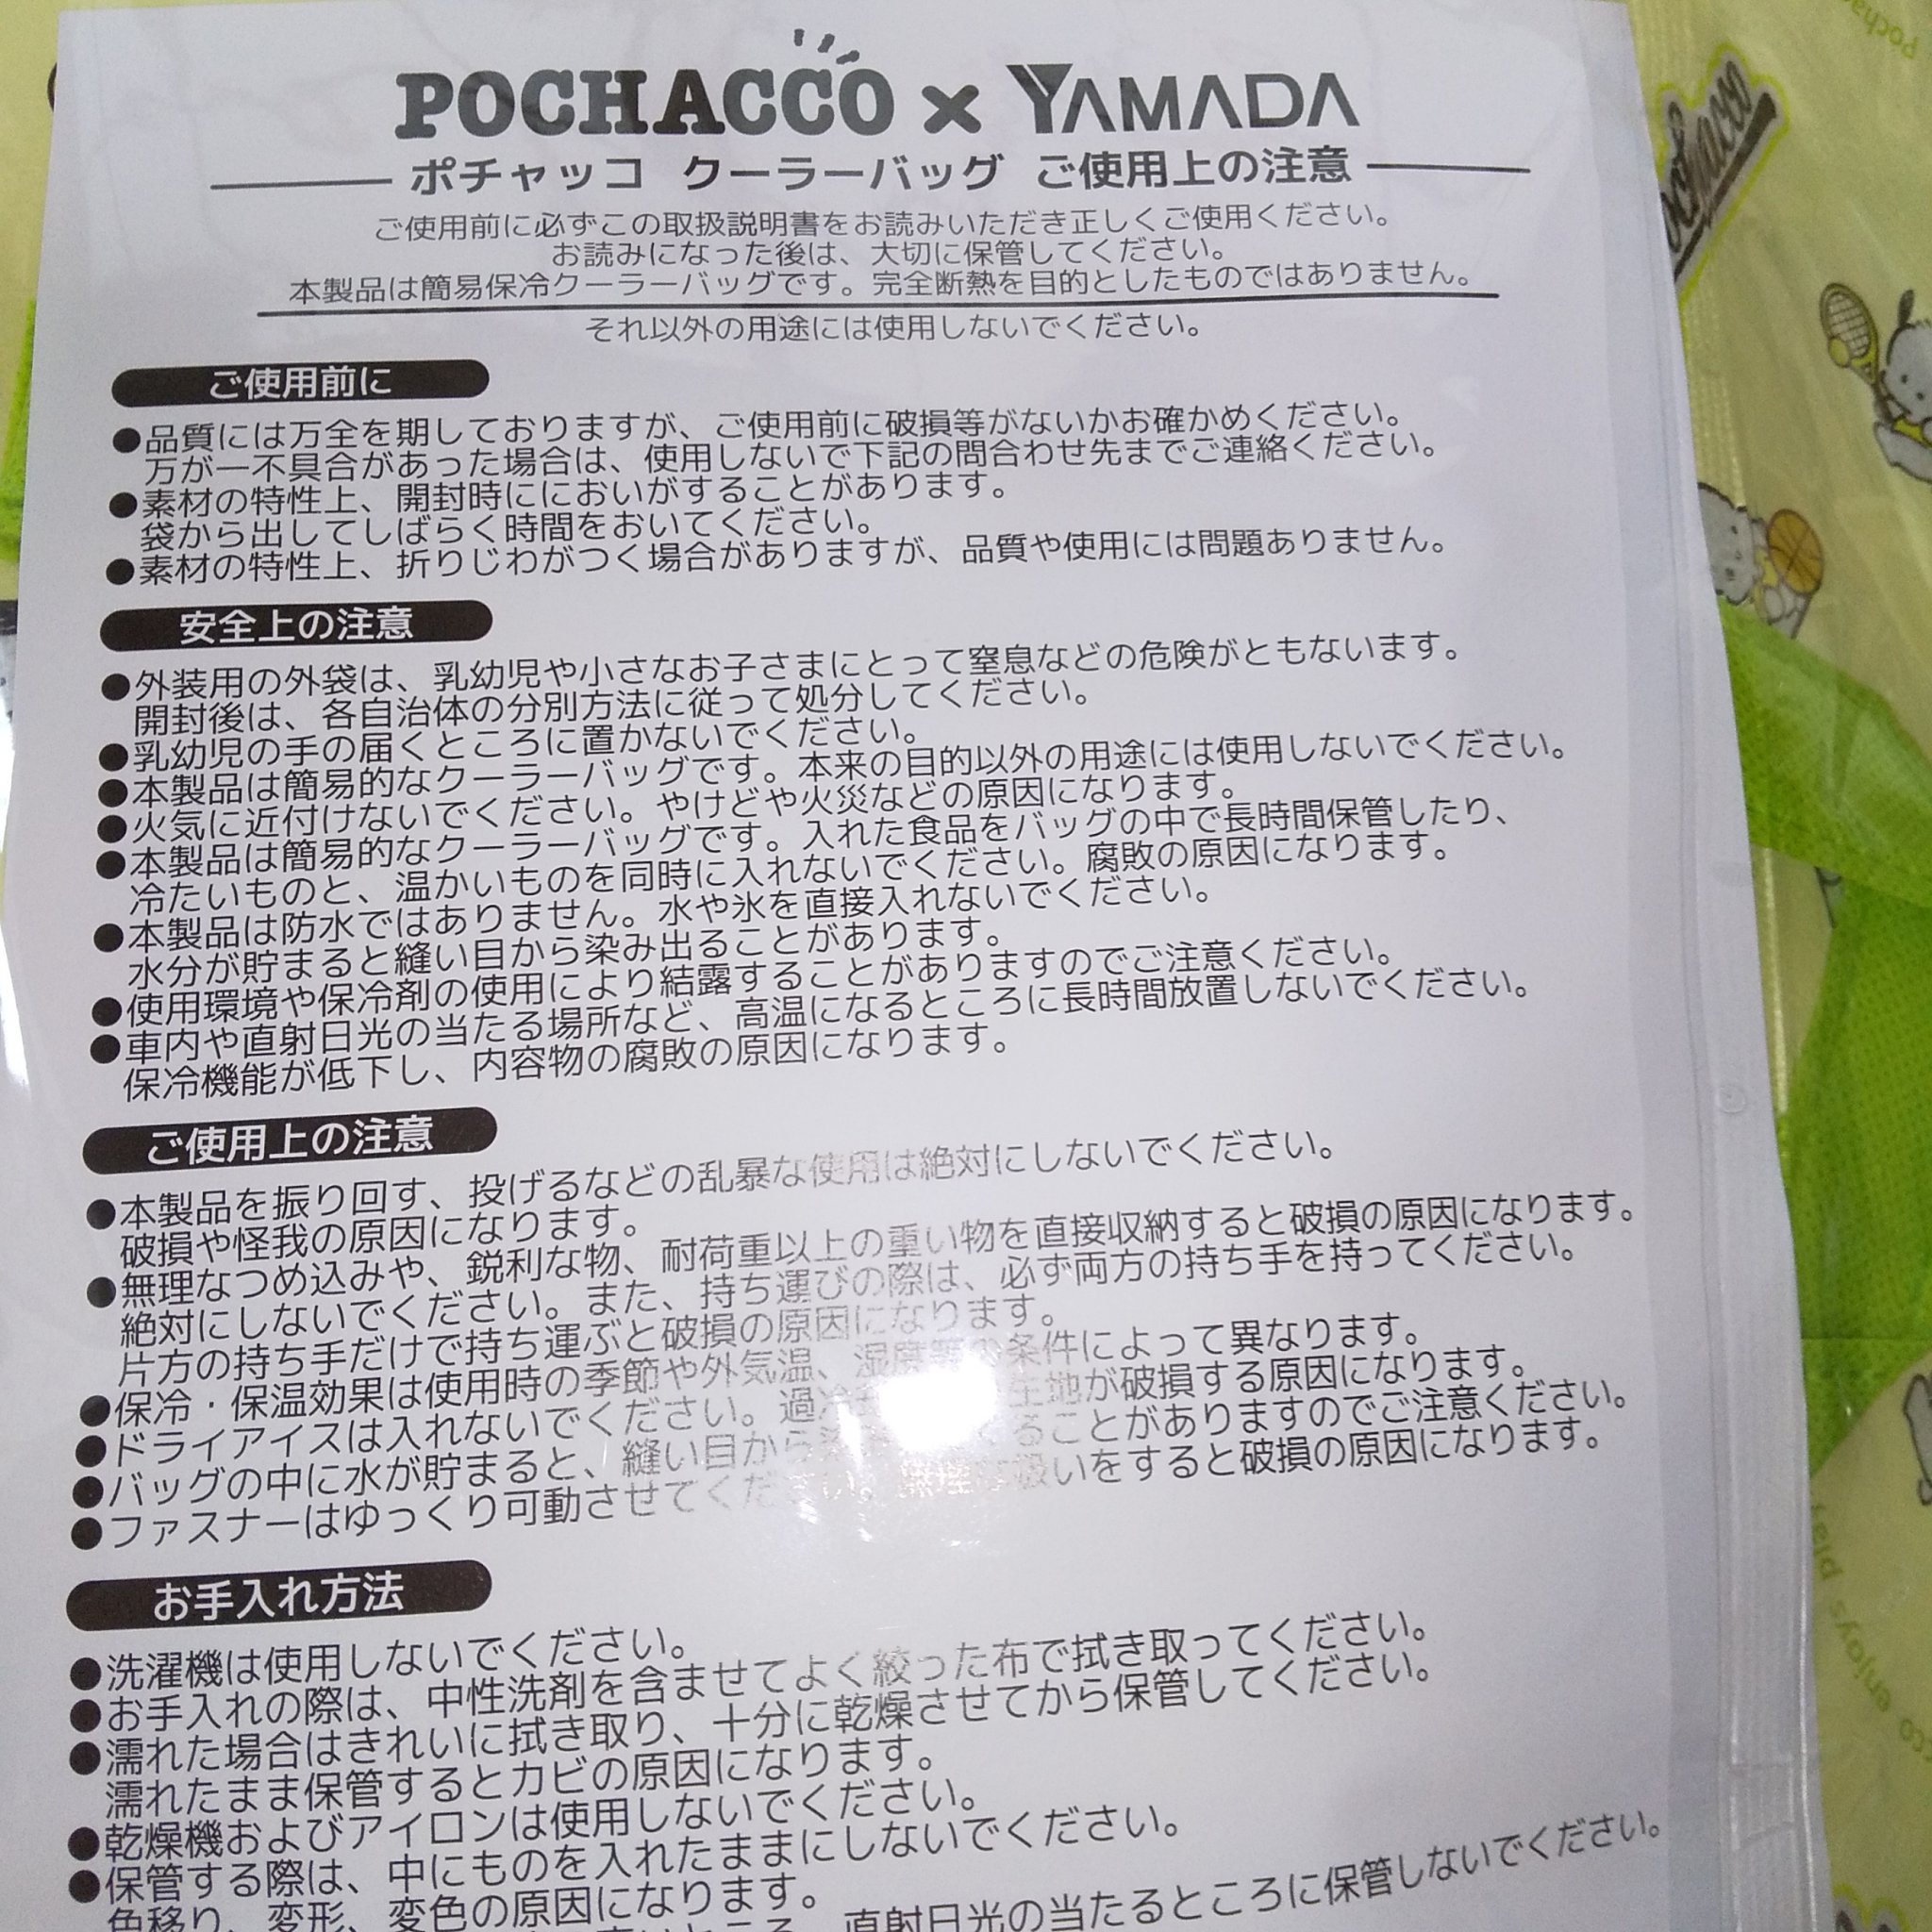 POCHACCO × YAMADA
ポチャッコ クーラーバッグ ご使用上の注意
ご使用前に必ずこの取扱説明書をお読みいただき正しくご使用ください。
お読みになった後は、大切に保管してください。
本製品は簡易保冷クーラーバッグです。完全断熱を目的としたものではありません。
それ以外の用途には使用しないでください。
ご使用前に
●品質には万全を期しておりますが、ご使用前に破損等がないかお確かめください。
万が一不具合があった場合は、使用しないで下記の問合わせ先までご連絡ください。
●素材の特性上、開封時ににおいがすることがあります。
袋から出してしばらく時間をおいてください。
●素材の特性上、折りじわがつく場合がありますが、品質や使用には問題ありません。
安全上の注意
●外装用の外袋は、乳幼児や小さなお子さまにとって窒息などの危険がともないます。
開封後は、各自治体の分別方法に従って処分してください。
●乳幼児の手の届くところに置かないでください。
●本製品は簡易的なクーラーバッグです。本来の目的以外の用途には使用しないでください。
●火気に近付けないでください。やけどや火災などの原因になります。
●本製品は簡易的なクーラーバッグです。入れた食品をバッグの中で長時間保管したり、
冷たいものと、温かいものを同時に入れないでください。腐敗の原因になります。
●本製品は防水ではありません。水や氷を直接入れないでください。
水分が貯まると縫い目から染み出ることがあります。
●使用環境や保冷剤の使用により結露することがありますのでご注意ください。
●車内や直射日光の当たる場所など、高温になるところに長時間放置しないでください。
保冷機能が低下し、内容物の腐敗の原因になります。
ご使用上の注意
●本製品を振り回す、投げるなどの乱暴な使用は絶対にしないでください。
破損や怪我の原因になります。
●無理なつめ込みや、鋭利な物、耐荷重以上の重い物を直接収納すると破損の原因になります。
絶対にしないでください。また、持ち運びの際は、必ず両方の持ち手を持ってください。
片方の持ち手だけで持ち運ぶと破損の原因になります。
●保冷・保温効果は使用時の季節や外気温、湿度等の条件によって異なります。
●ドライアイスは入れないでください。過冷 生地が破損する原因になります。
●バッグの中に水が貯まると、縫い目から ることがありますのでご注意ください。
●ファスナーはゆっくり可動させてください。 扱いをすると破損の原因になります。
お手入れ方法
●洗濯機は使用しないでください。
●お手入れの際は、中性洗剤を含ませてよく絞った布で拭き取ってください。
●濡れた場合はきれいに拭き取り、十分に乾燥させてから保管してください。
濡れたまま保管するとカビの原因になります。
●乾燥機およびアイロンは使用しないでください。
●保管する際は、中にものを入れたままにしないでください。
色移り、変形、変色の原因になります。
直射日光の当たるところに保管しないでください。